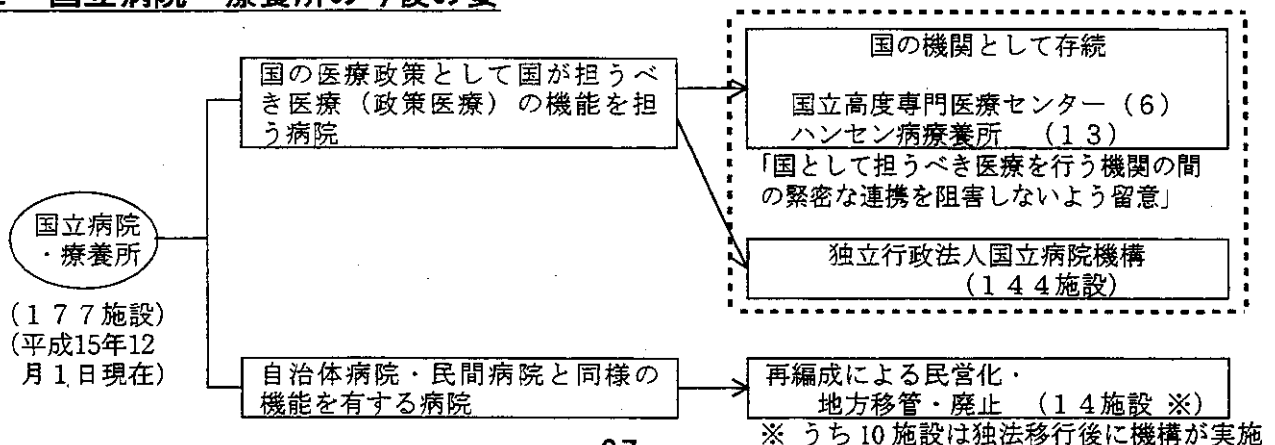 国立病院・療養所の今後の姿
国の医療政策として国が担うべ
き医療（政策医療）の機能を担
う病院
国の機関として存続
国立高度専門医療センター（６）
ハンセン病療養所　（１３）
「国として担うべき医療を行う機関の間
の緊密な連携を阻害しないよう留意」
国立病院
・療養所
（１７７施設）
（平成15年12
月１日現在）
独立行政法人国立病院機構
（１４４施設）
自治体病院・民間病院と同様の
機能を有する病院
再編成による民営化・
地方移管・廃止　（１４施設 ※）
※ うち10施設は独法移行後に機構が実施